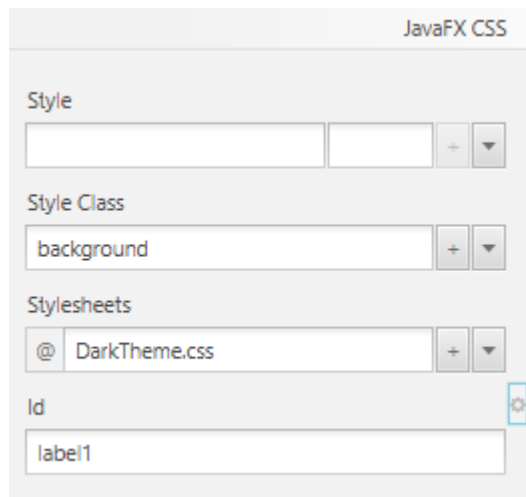 JavaFX CSS
Style
+
Style Class
background +
Stylesheets
@ DarkTheme.css +
Id
label1